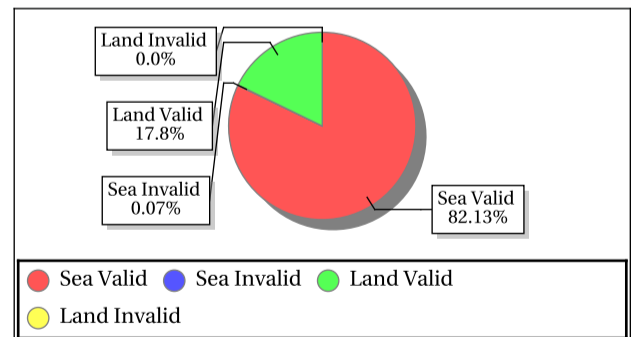 Land Invalid
0.0%
Land Valid
17.8%
Sea Invalid
0.07%
Sea Valid
82.13%
Sea Valid Sea Invalid Land Valid
Land Invalid